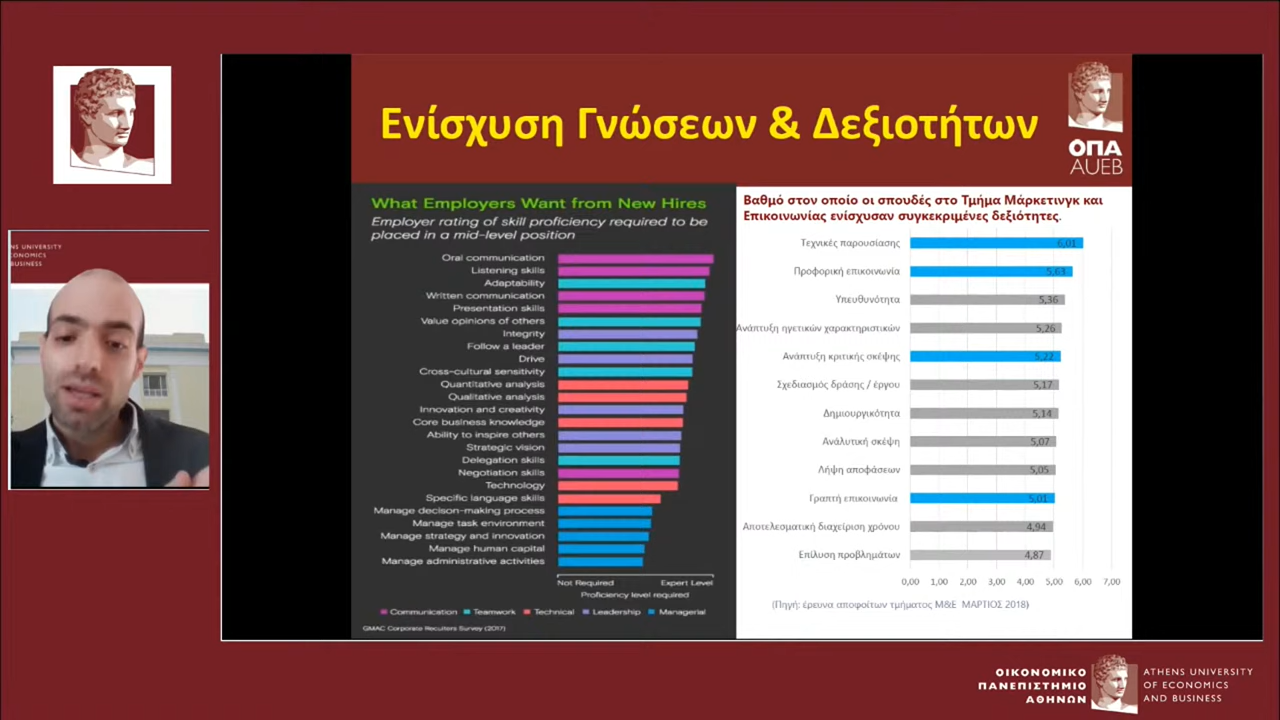 Ενίσχυση Γνώσεων & Δεξιοτήτων
ΟΠΑ
AUEB
ENS UNIVERSITY
CONOMICS
BUSINESS
What Employers Want from New Hires
Employer rating of skill proficiency required to be
placed in a mid-level position
Oral communication
Listening skills
Adaptability
Written communication
Presentation skills
Value opinions of others
Integrity
Follow a leader
Drive
Cross-cultural sensitivity
Quantitative analysis
Qualitative analysis
Innovation and creativity
Core business knowledge
Ability to inspire others
Strategic vision
Delegation skills
Negotiation skills
Technology
Specific language skills
Manage decison-making process
Manage task environment
Manage strategy and innovation
Manage human capital
Manage administrative activities
Not Required Expert Level
Proficiency level required
Communication Teamwork Technical Leadership Managerial
GMAC Corporate Recuiters Survey (2017)
Βαθμό στον οποίο οι σπουδές στο Τμήμα Μάρκετινγκ και
Επικοινωνίας ενίσχυσαν συγκεκριμένες δεξιότητες.
Τεχνικές παρουσίασης 6,01
Προφορική επικοινωνία 5,63
Υπευθυνότητα 5,36
Ανάπτυξη ηγετικών χαρακτηριστικών 5,26
Ανάπτυξη κριτικής σκέψης 5,22
Σχεδιασμός δράσης / έργου 5,17
Δημιουργικότητα 5,14
Ανάλυτική σκέψη 5,07
Λήψη αποφάσεων 5,05
Γραπτή επικοινωνία 5,01
Αποτελεσματική διαχείριση χρόνου 4,94
Επίλυση προβλημάτων 4,87
0,00 1,00 2,00 3,00 4,00 5,00 6,00 7,00
(Πηγή: έρευνα αποφοίτων τμήματος Μ&Ε ΜΑΡΤΙΟΣ 2018)
ΟΙΚΟΝΟΜΙΚΟ
ΠΑΝΕΠΙΣΤΗΜΙΟ
ΑΘΗΝΩΝ
ATHENS UNIVERSITY
OF ECONOMICS
AND BUSINESS